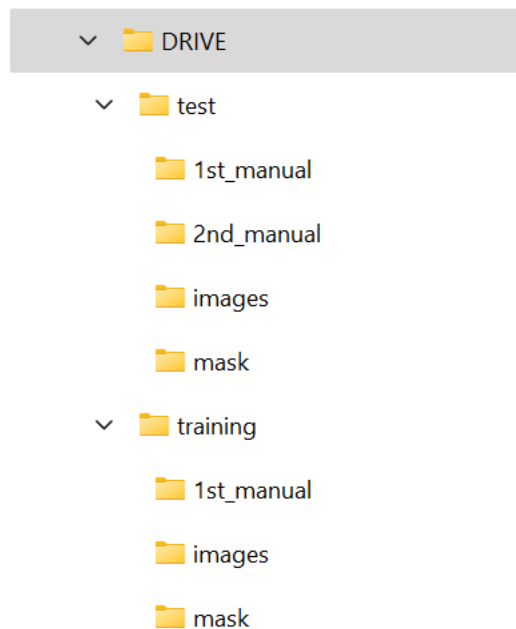 DRIVE
test
1st_manual
2nd_manual
images
mask
training
1st_manual
images
mask